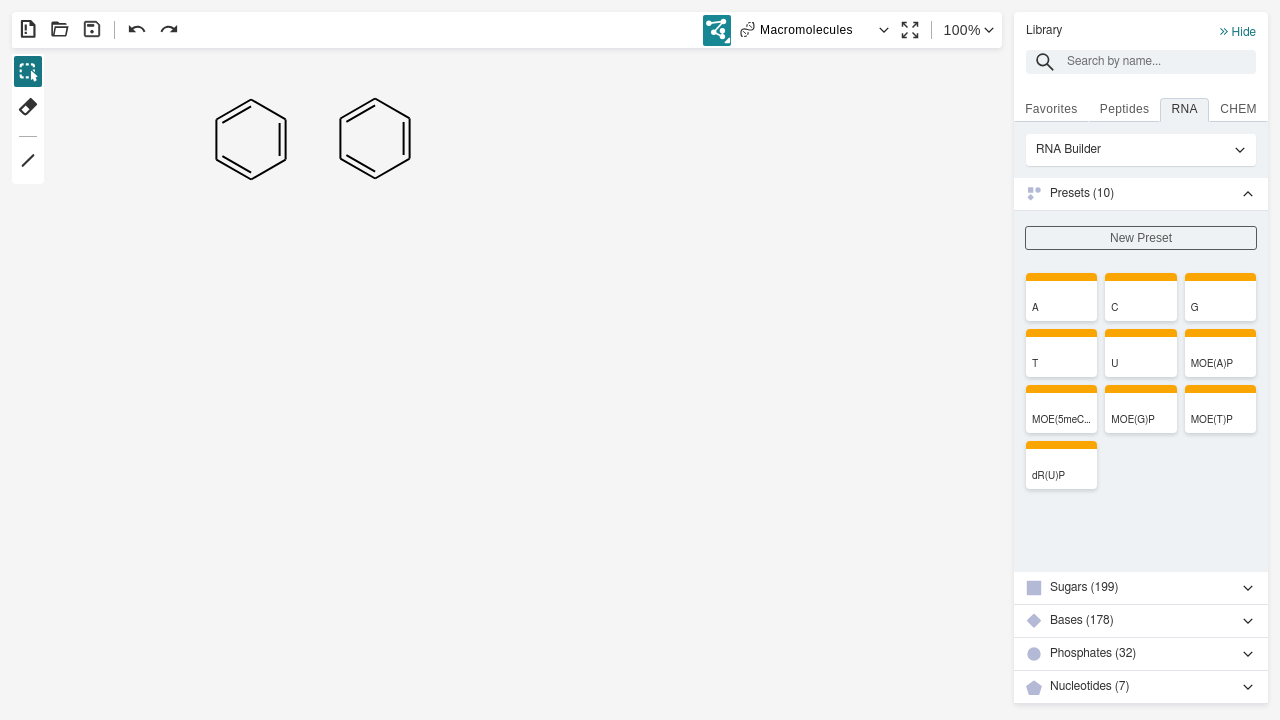 Macromolecules
100%
Library
Hide
Search by name...
Favorites
Peptides
RNA
CHEM
RNA Builder
Presets (10)
New Preset
A
C
G
T
U
MOE(A)P
MOE(5meC...
MOE(G)P
MOE(T)P
dR(U)P
Sugars (199)
Bases (178)
Phosphates (32)
Nucleotides (7)